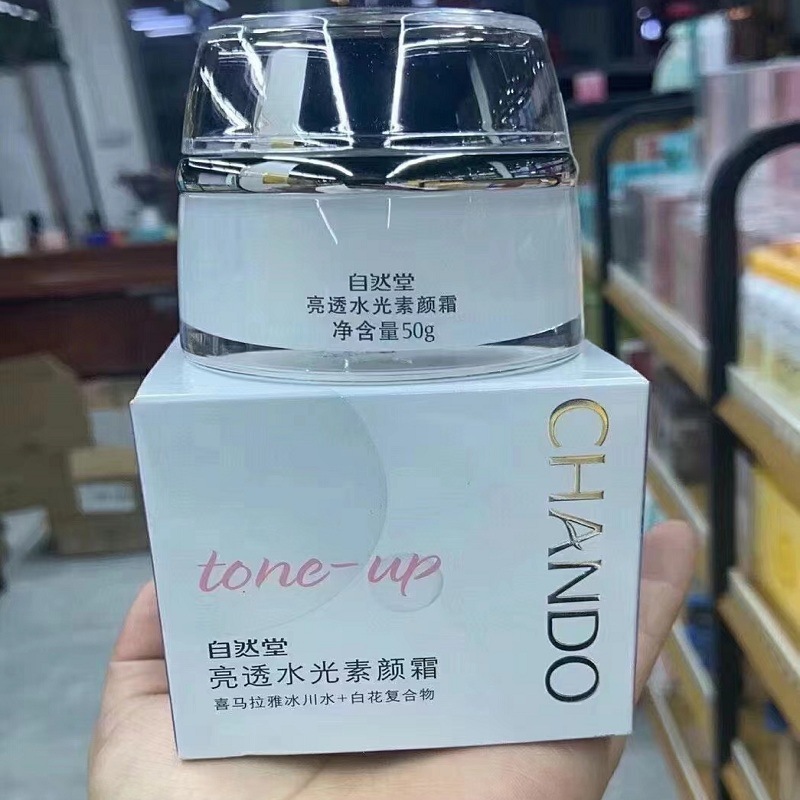 自然堂
亮透水光素颜霜
净含量50g
CHANDO
tone-up
自然堂
亮透水光素颜霜
喜马拉雅冰川水+白花复合物